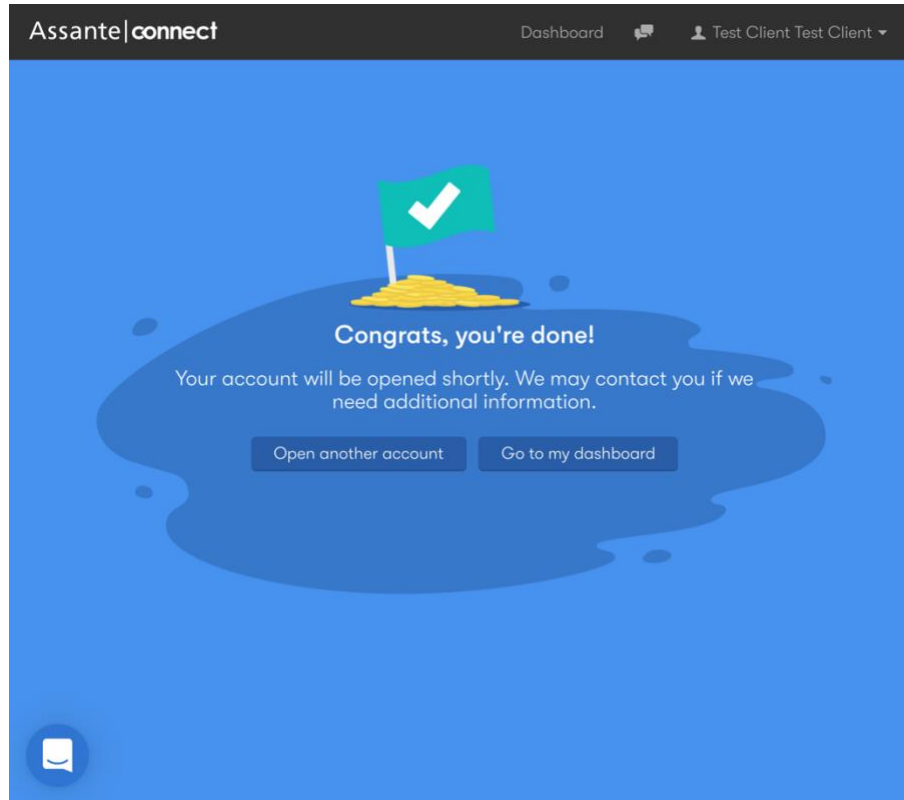 Assante|connect
Dashboard
Test Client Test Client
Congrats, you're done!
Your account will be opened shortly. We may contact you if we
need additional information.
Open another account
Go to my dashboard